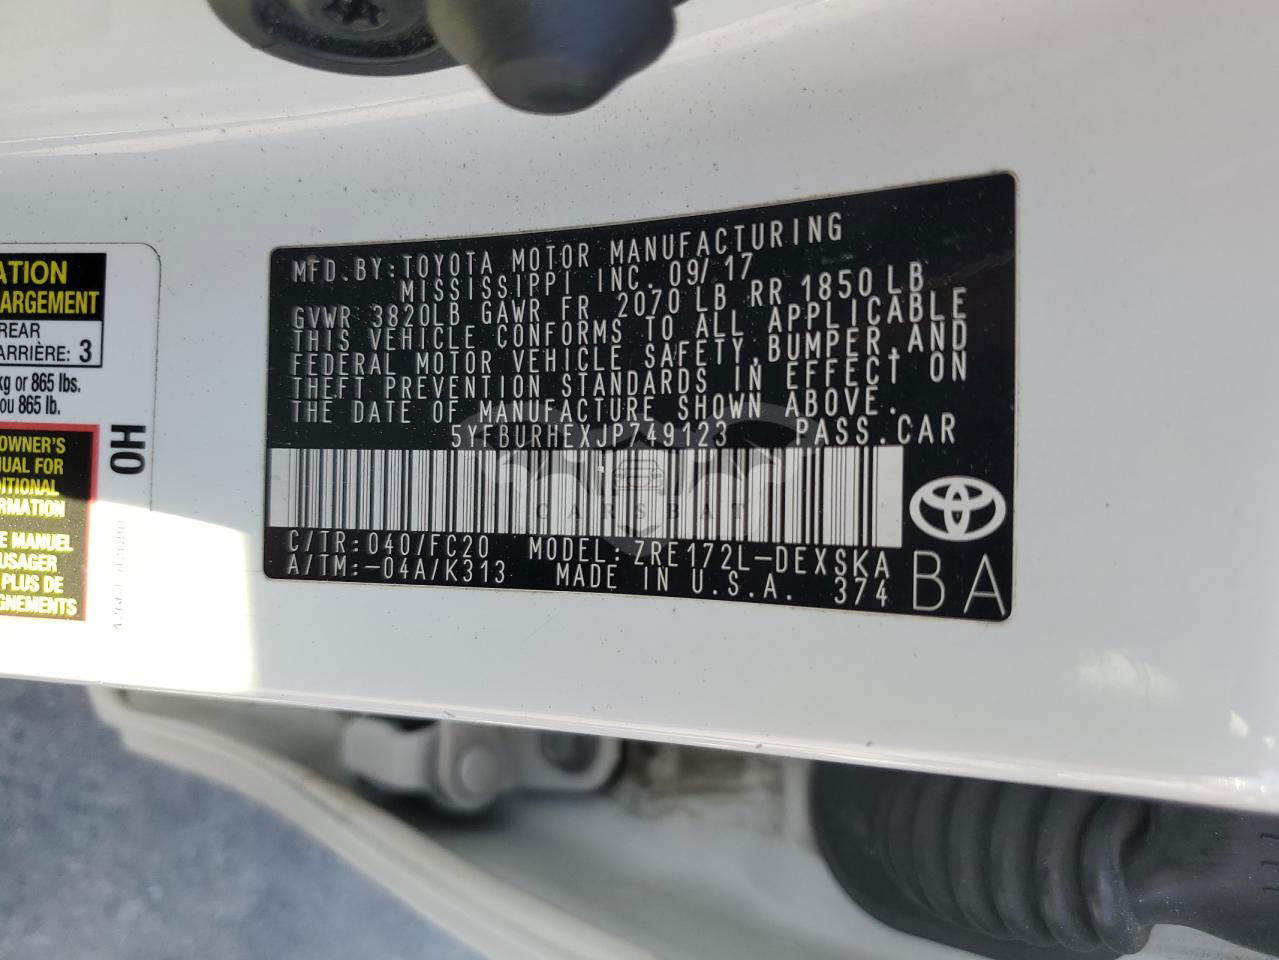 MFD.BY:TOYOTA MOTOR MANUFACTURING
MISSISSIPPI INC.09/17
GVWR 3820LB GAWR FR 2070 LB RR 1850 LB
THIS VEHICLE CONFORMS TO ALL APPLICABLE
FEDERAL MOTOR VEHICLE SAFETY,BUMPER,AND
THEFT PREVENTION STANDARDS IN EFFECT ON
THE DATE OF MANUFACTURE SHOWN ABOVE.
5YFBURHEXJP749123 PASS.CAR
C/TR:040/FC20 MODEL:ZRE172L-DEXSKA
A/TM:-04A/K313 MADE IN U.S.A. 374
BA
CARSBAT
ATION
ARGEMENT
REAR
ARRIÈRE: 3
kg or 865 lbs.
ou 865 lb.
OWNER'S
UAL FOR
DITIONAL
RMATION
E MANUEL
USAGER
PLUS DE
GNEMENTS
OH